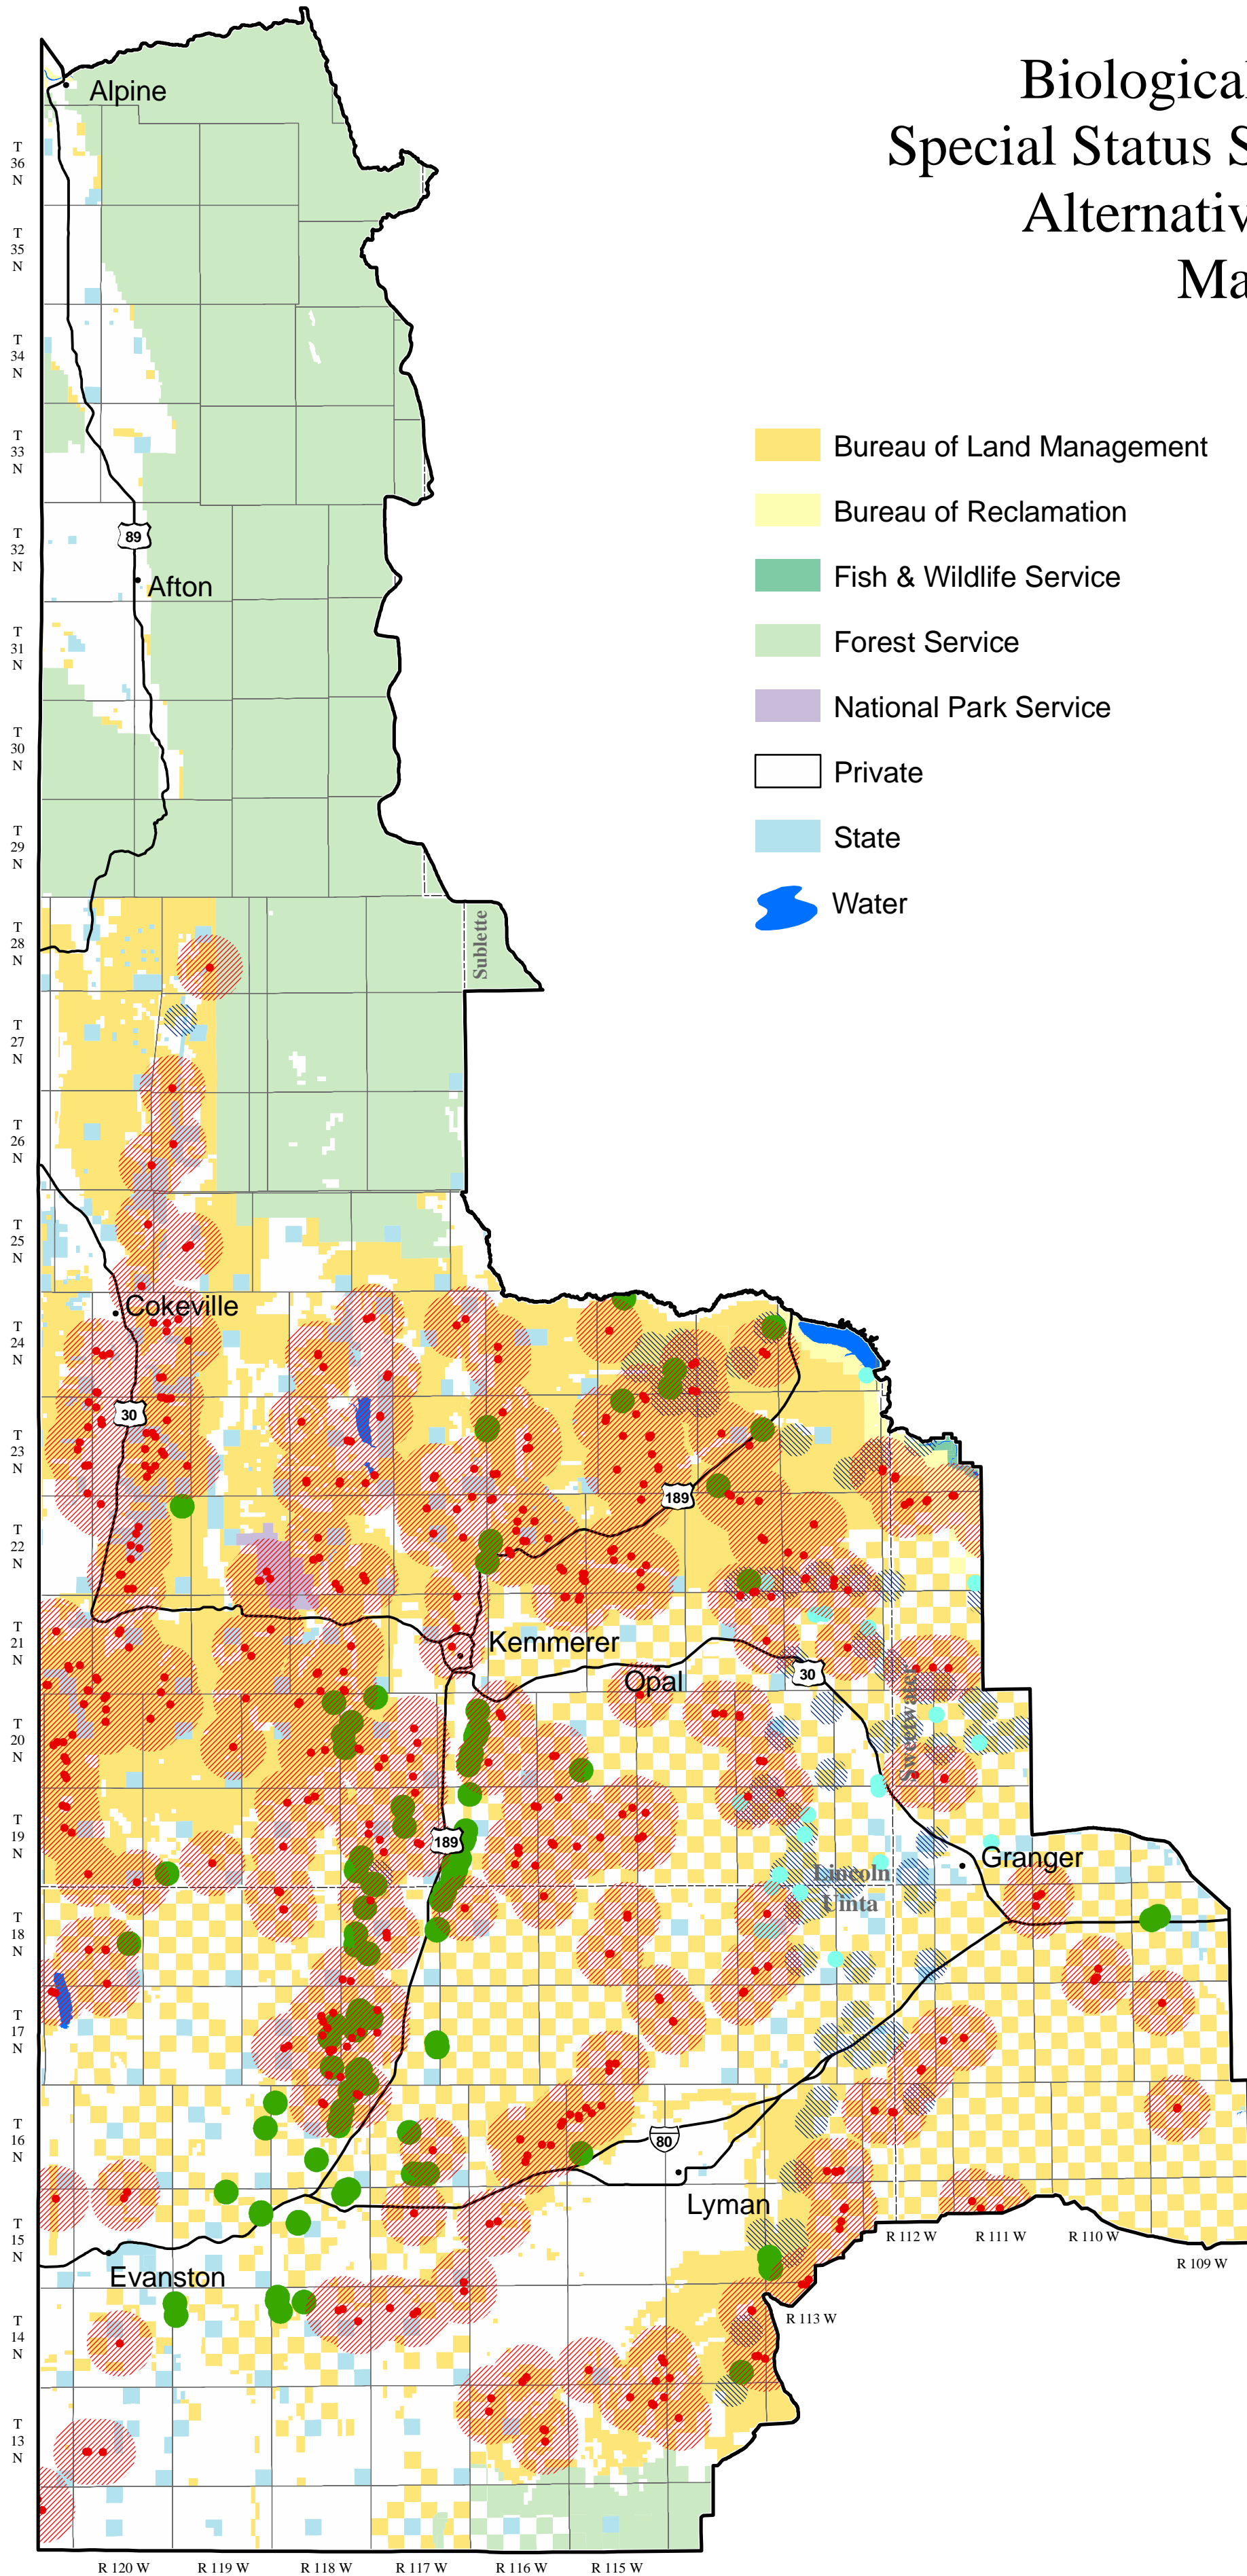 Biological
Special Status S
Alternativ
Ma
Bureau of Land Management
Bureau of Reclamation
Fish & Wildlife Service
Forest Service
National Park Service
Private
State
Water
Alpine
T
36
N
T
35
N
T
34
N
T
33
N
89
T
32
N
Afton
T
31
N
T
30
N
T
29
N
Sublette
T
28
N
T
27
N
T
26
N
T
25
N
Cokeville
T
24
N
30
T
23
N
189
T
22
N
T
21
N
Kemmerer
Opal
30
Sweetwater
T
20
N
T
19
N
189
Granger
Lincoln
Uinta
T
18
N
T
17
N
T
16
N
80
Lyman
R 112 W
R 111 W
R 110 W
R 109 W
T
15
N
Evanston
R 113 W
T
14
N
T
13
N
R 120 W
R 119 W
R 118 W
R 117 W
R 116 W
R 115 W